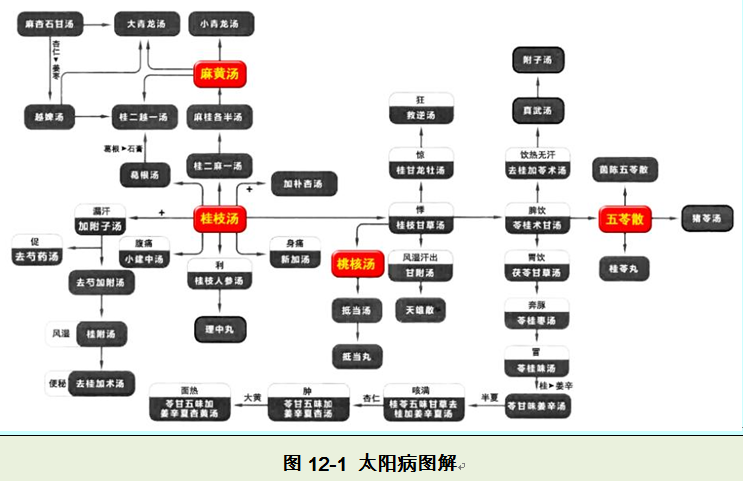 麻杏石甘汤
大青龙汤
小青龙汤
杏仁▸姜枣
麻黄汤
越婢汤
桂二越一汤
麻桂各半汤
葛根▸石膏
葛根汤
桂二麻一汤
+
加朴杏汤
漏汗
加附子汤
+
桂枝汤
促
去芍药汤
腹痛
小建中汤
利
桂枝人参汤
身痛
新加汤
去芍加附汤
理中丸
风湿
桂附汤
便秘
去桂加术汤
狂
救逆汤
惊
桂甘龙牡汤
悸
桂枝甘草汤
桃核汤
风湿汗出
甘附汤
抵当汤
天雄散
抵当丸
附子汤
真武汤
饮热无汗
去桂加苓术汤
脾饮
苓桂术甘汤
茵陈五苓散
五苓散
猪苓汤
桂苓丸
胃饮
茯苓甘草汤
奔豚
苓桂枣汤
冒
苓桂味汤
桂▸姜辛
苓甘味姜辛汤
半夏
咳满
桂苓五味甘草去
桂加姜辛夏汤
杏仁
肿
苓甘五味加
姜辛夏杏汤
大黄
面热
苓甘五味加
姜辛夏杏黄汤
图 12-1 太阳病图解